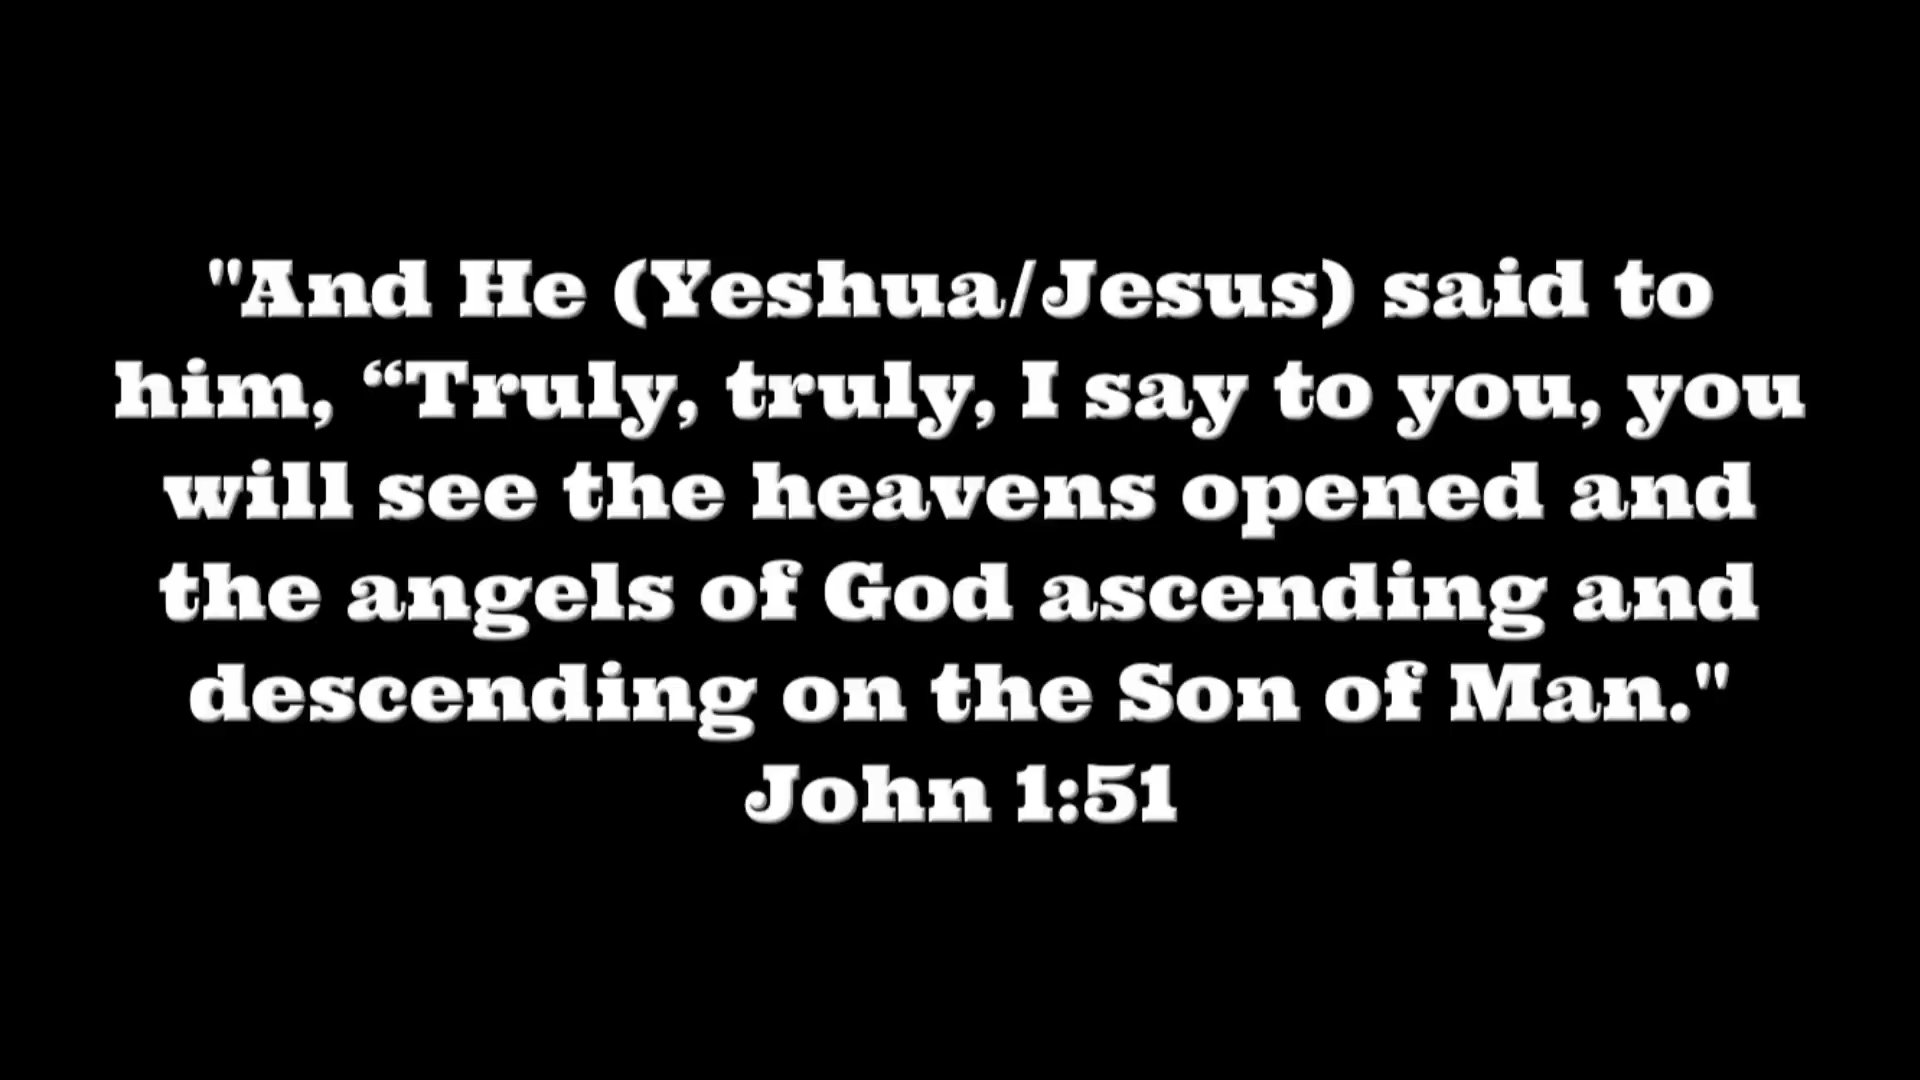 "And He (Yeshua/Jesus) said to
him, “Truly, truly, I say to you, you
will see the heavens opened and
the angels of God ascending and
descending on the Son of Man."
John 1:51